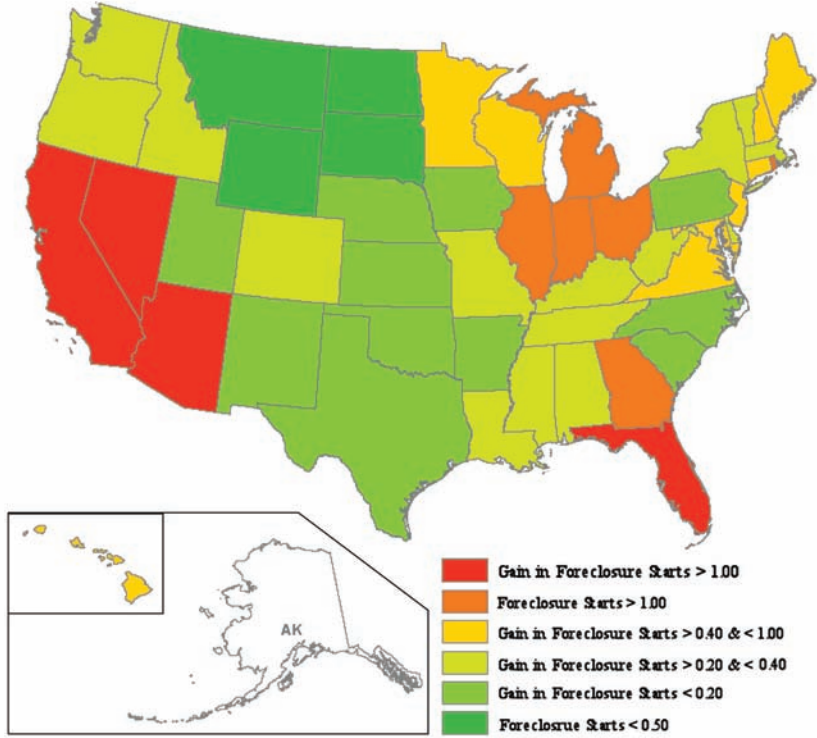 AK
Gain in Foreclosure Starts > 1.00
Foreclosure Starts > 1.00
Gain in Foreclosure Starts > 0.40 & < 1.00
Gain in Foreclosure Starts > 0.20 & < 0.40
Gain in Foreclosure Starts < 0.20
Foreclosrue Starts < 0.50